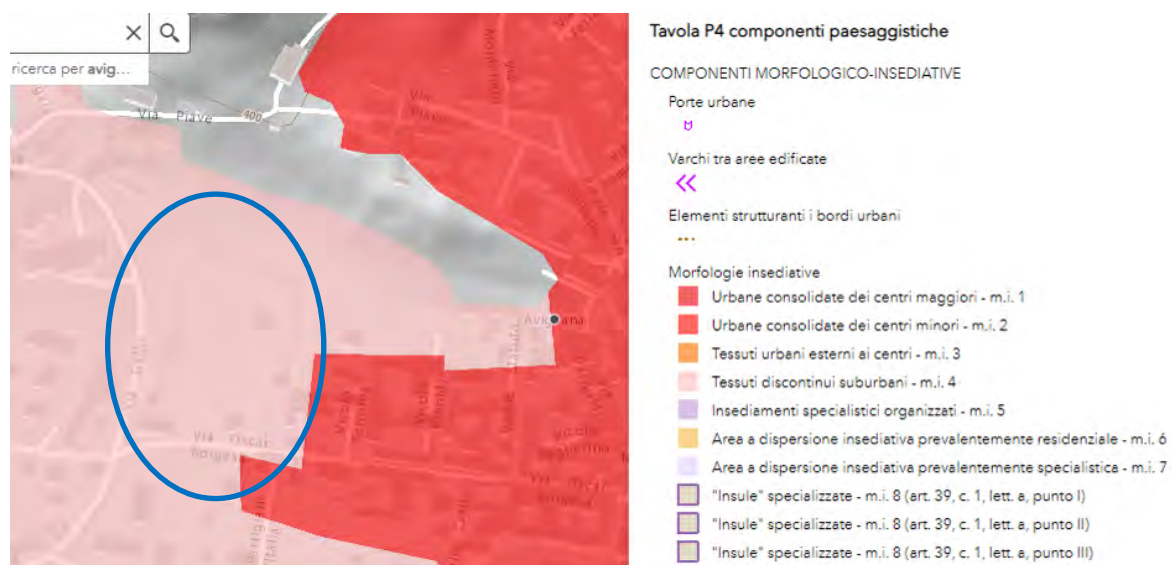 ricerca per avig...
Via Piave
400
Via
Piave
Avigliana
Via Oscar
Borgesa
Tavola P4 componenti paesaggistiche
COMPONENTI MORFOLOGICO-INSEDIATIVE
Porte urbane
Varchi tra aree edificate
Elementi strutturanti i bordi urbani
Morfologie insediative
Urbane consolidate dei centri maggiori - m.i. 1
Urbane consolidate dei centri minori - m.i. 2
Tessuti urbani esterni ai centri - m.i. 3
Tessuti discontinui suburbani - m.i. 4
Insediamenti specialistici organizzati - m.i. 5
Area a dispersione insediativa prevalentemente residenziale - m.i. 6
Area a dispersione insediativa prevalentemente specialistica - m.i. 7
"Insule" specializzate - m.i. 8 (art. 39, c. 1, lett. a, punto I)
"Insule" specializzate - m.i. 8 (art. 39, c. 1, lett. a, punto II)
"Insule" specializzate - m.i. 8 (art. 39, c. 1, lett. a, punto III)